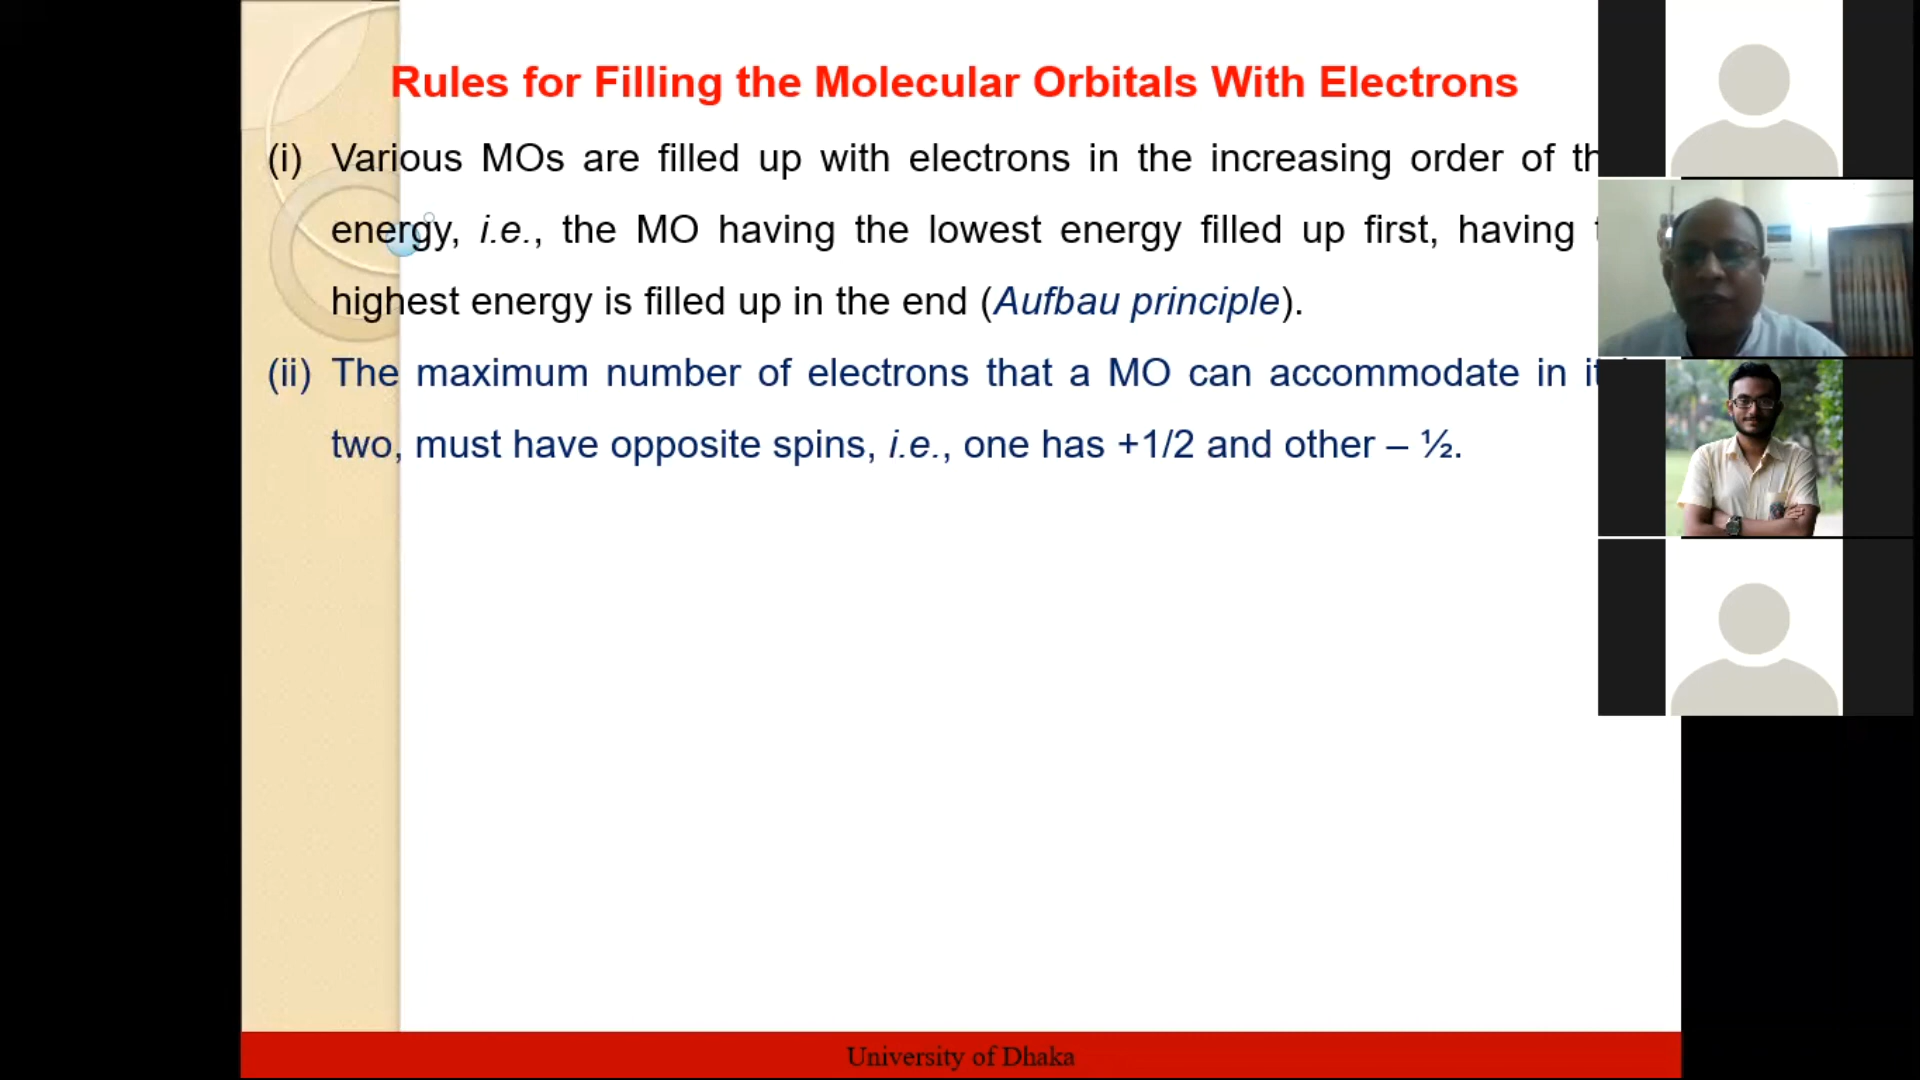 Rules for Filling the Molecular Orbitals With Electrons
(i) Various MOs are filled up with electrons in the increasing order of
energy, i.e., the MO having the lowest energy filled up first, having
highest energy is filled up in the end (Aufbau principle).
(ii) The maximum number of electrons that a MO can accommodate in
two, must have opposite spins, i.e., one has +1/2 and other – ½.
University of Dhaka